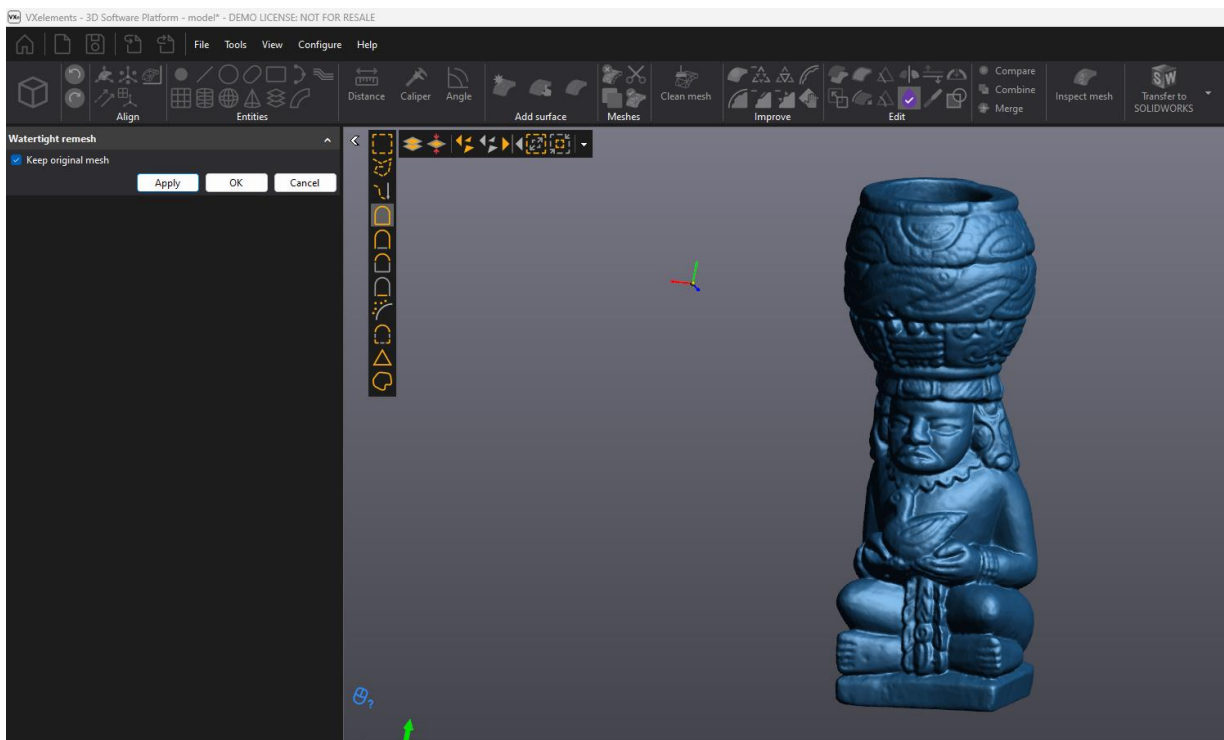 VXe VXelements - 3D Software Platform - model* - DEMO LICENSE: NOT FOR RESALE
File Tools View Configure Help
Distance Caliper Angle Clean mesh Compare Combine Merge Inspect mesh Transfer to SOLIDWORKS
SW
Align Entities Add surface Meshes Improve Edit
Watertight remesh
Keep original mesh
Apply OK Cancel
?